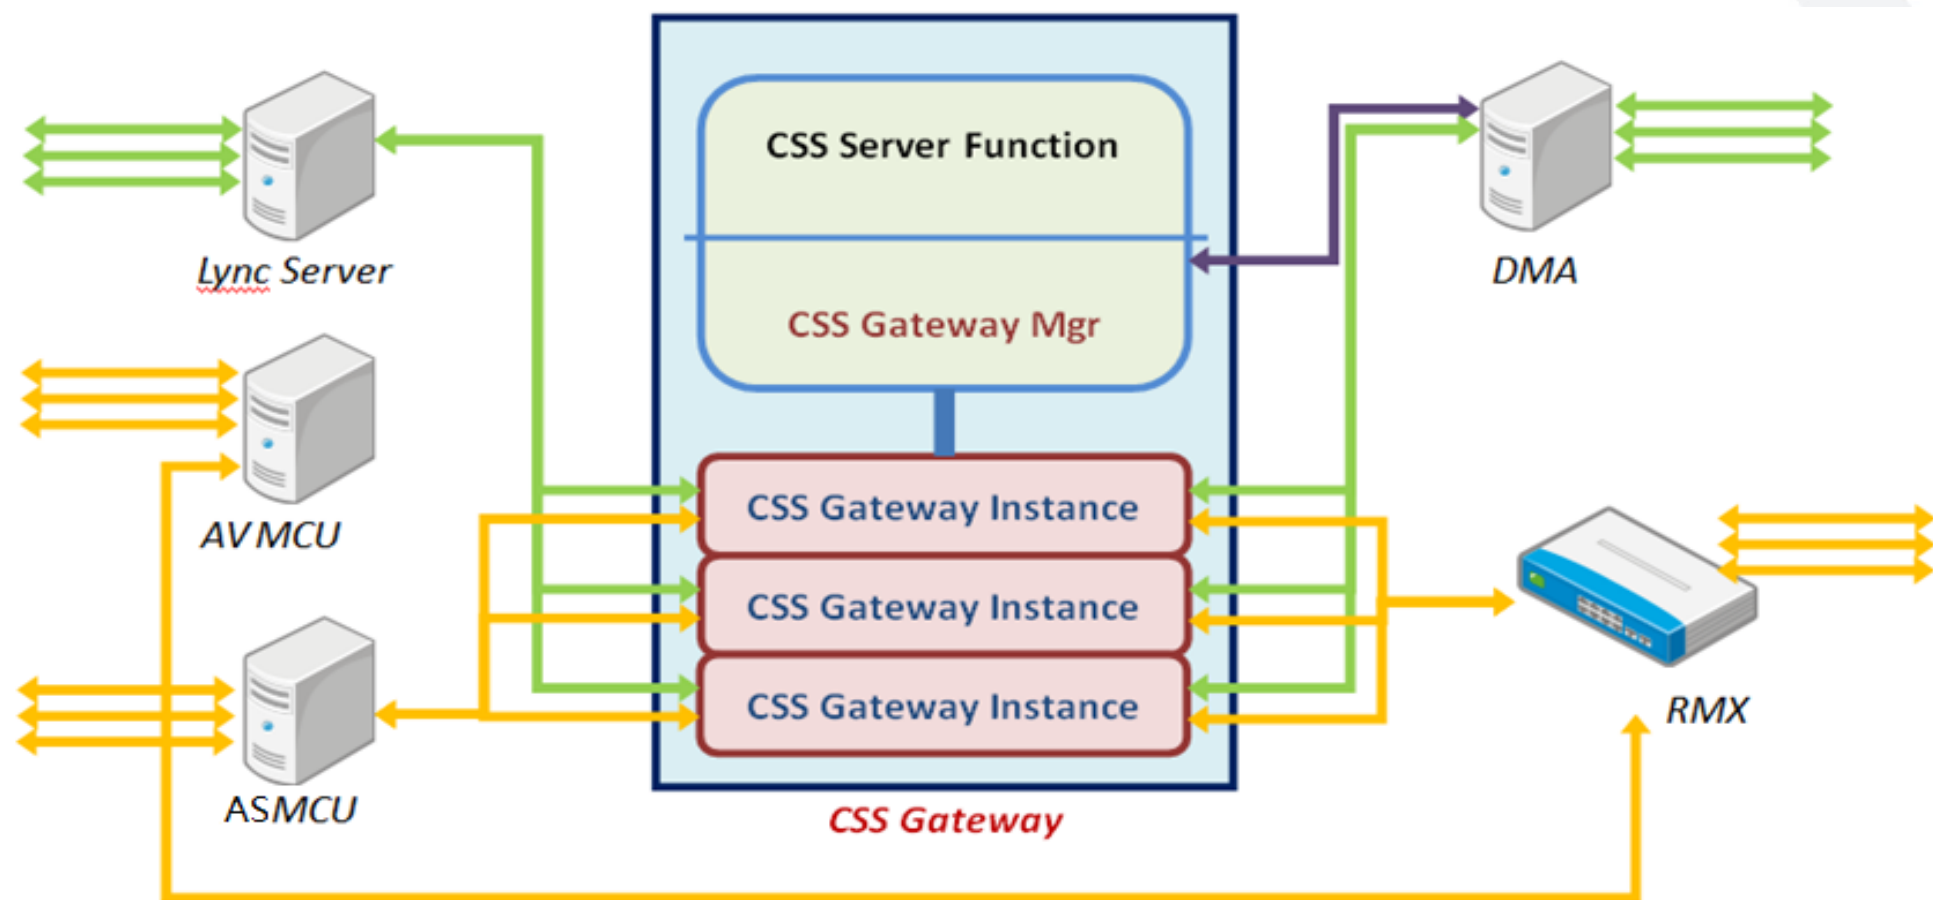 CSS Server Function
Lync Server
DMA
CSS Gateway Mgr
CSS Gateway Instance
AV MCU
CSS Gateway Instance
CSS Gateway Instance
RMX
ASMCU
CSS Gateway